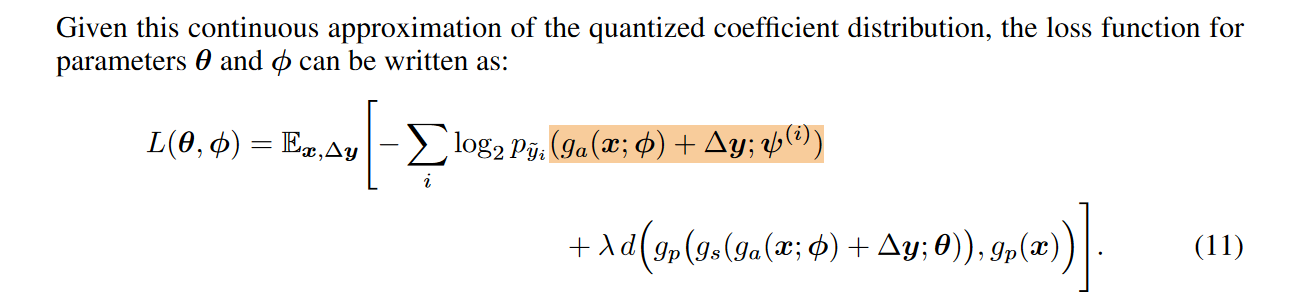 Given this continuous approximation of the quantized coefficient distribution, the loss function for
parameters θ and ϕ can be written as:
L(θ, ϕ) = 𝔼_{x,Δy} [ − ∑_i log₂ p_{ỹ_i}(g_a(x; ϕ) + Δy; ψ^{(i)})
+ λ d(g_p(g_s(g_a(x; ϕ) + Δy; θ)), g_p(x)) ]. (11)